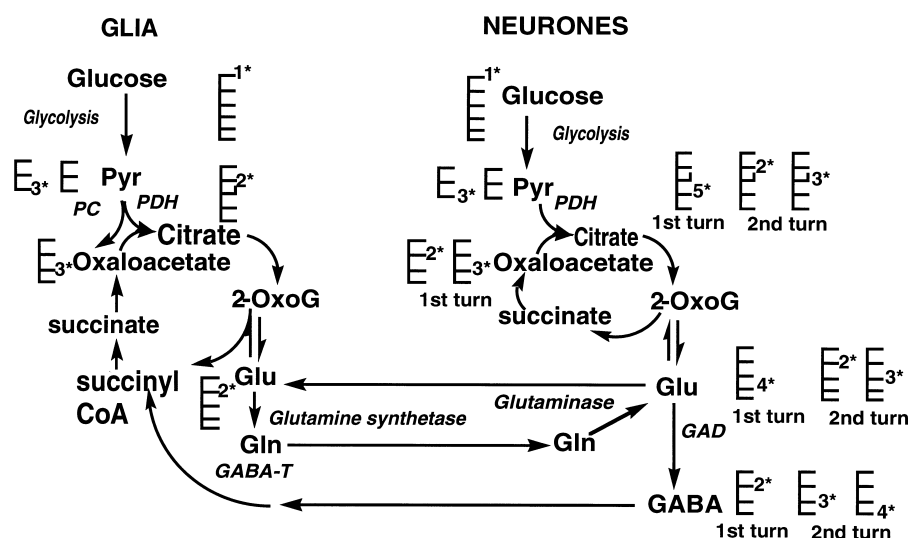 GLIA
NEURONES
Glucose
1*
1*
Glucose
Glycolysis
Glycolysis
3*
Pyr
2*
3*
Pyr
5*
2*
3*
PC
PDH
PDH
1st turn
2nd turn
Citrate
Citrate
3*
Oxaloacetate
2*
3*
Oxaloacetate
1st turn
2-OxoG
2-OxoG
succinate
succinate
succinyl
CoA
Glu
2*
Glu
4*
2*
3*
Glutamine synthetase
Glutaminase
1st turn
2nd turn
Gln
Gln
GAD
GABA-T
GABA
2*
3*
4*
1st turn
2nd turn